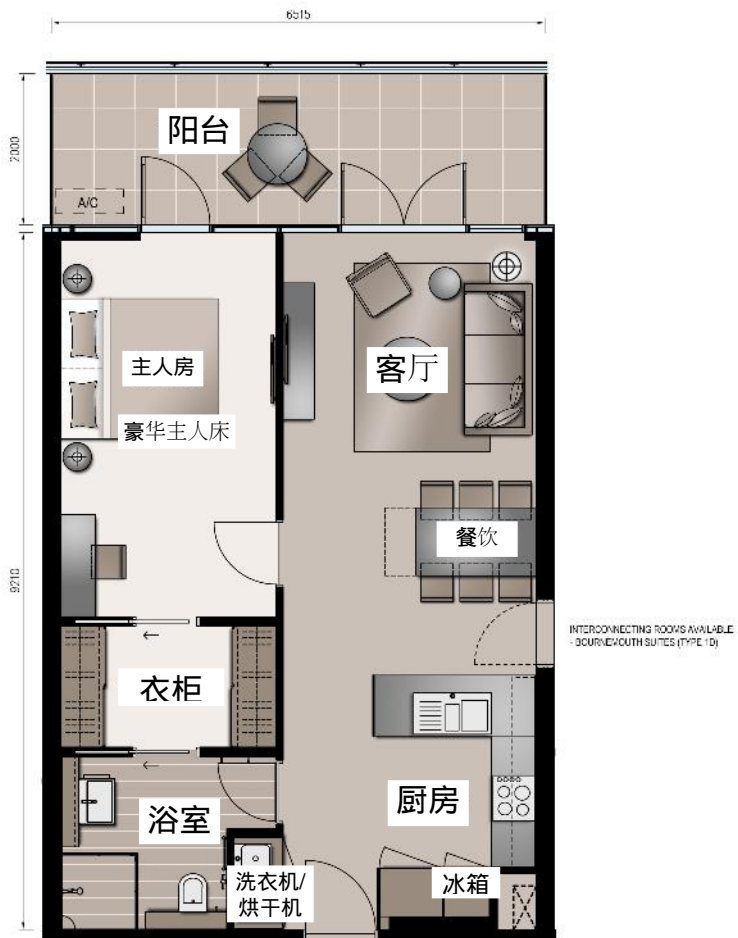 6515
阳台
2000
A/C
主人房
豪华主人床
客厅
餐饮
9210
INTERCONNECTING ROOMS AVAILABLE
- BOURNEMOUTH SUITES (TYPE 1D)
衣柜
厨房
浴室
洗衣机/
烘干机
冰箱